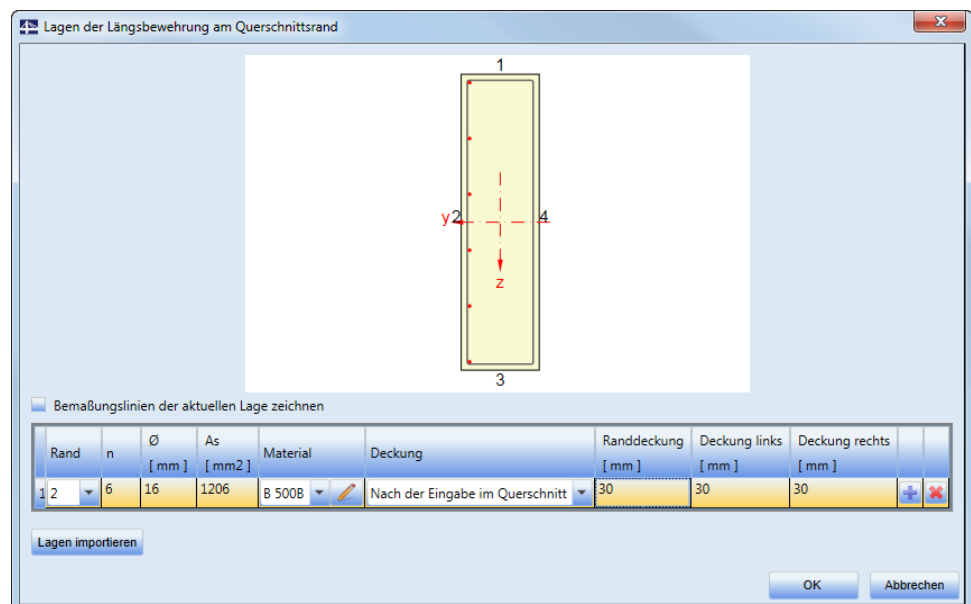 Lagen der Längsbewehrung am Querschnittsrand
1
y 2 4
z
3
Bemaßungslinien der aktuellen Lage zeichnen
Rand n Ø [ mm ] As [ mm2 ] Material Deckung Randdeckung [ mm ] Deckung links [ mm ] Deckung rechts [ mm ]
1 2 6 16 1206 B 500B Nach der Eingabe im Querschnitt 30 30 30
Lagen importieren
OK Abbrechen